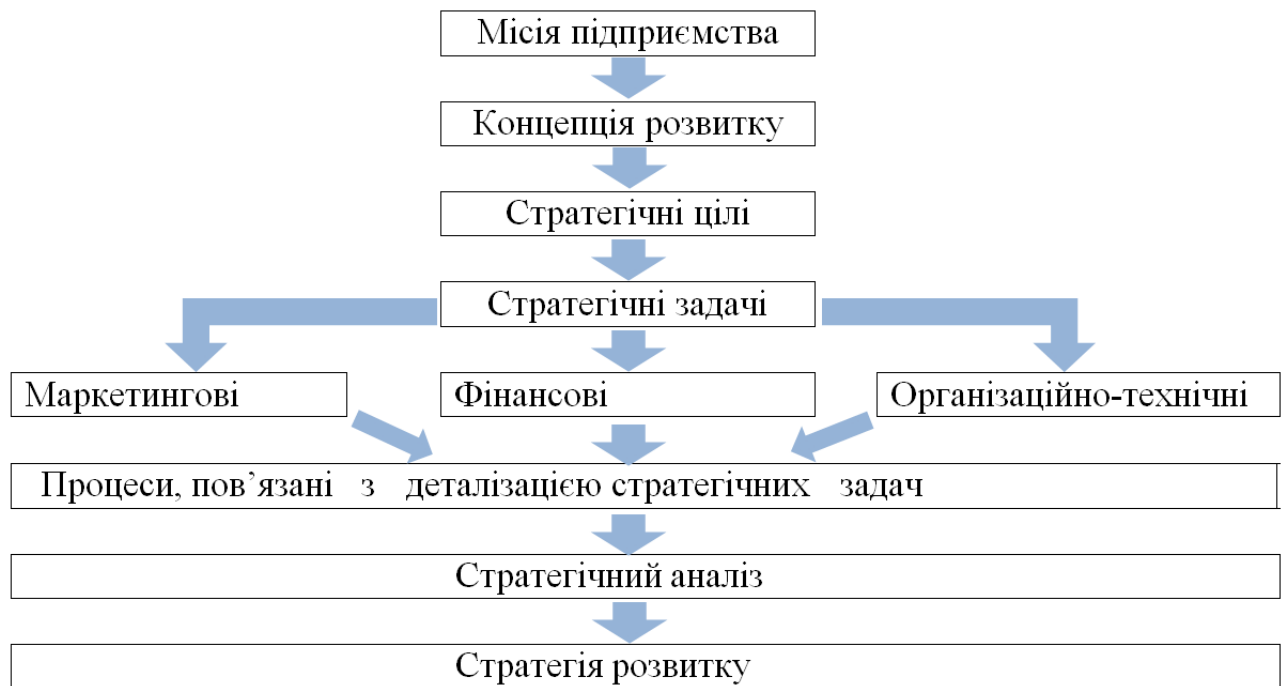 Місія підприємства
Концепція розвитку
Стратегічні цілі
Стратегічні задачі
Маркетингові
Фінансові
Організаційно-технічні
Процеси, пов’язані з деталізацією стратегічних задач
Стратегічний аналіз
Стратегія розвитку